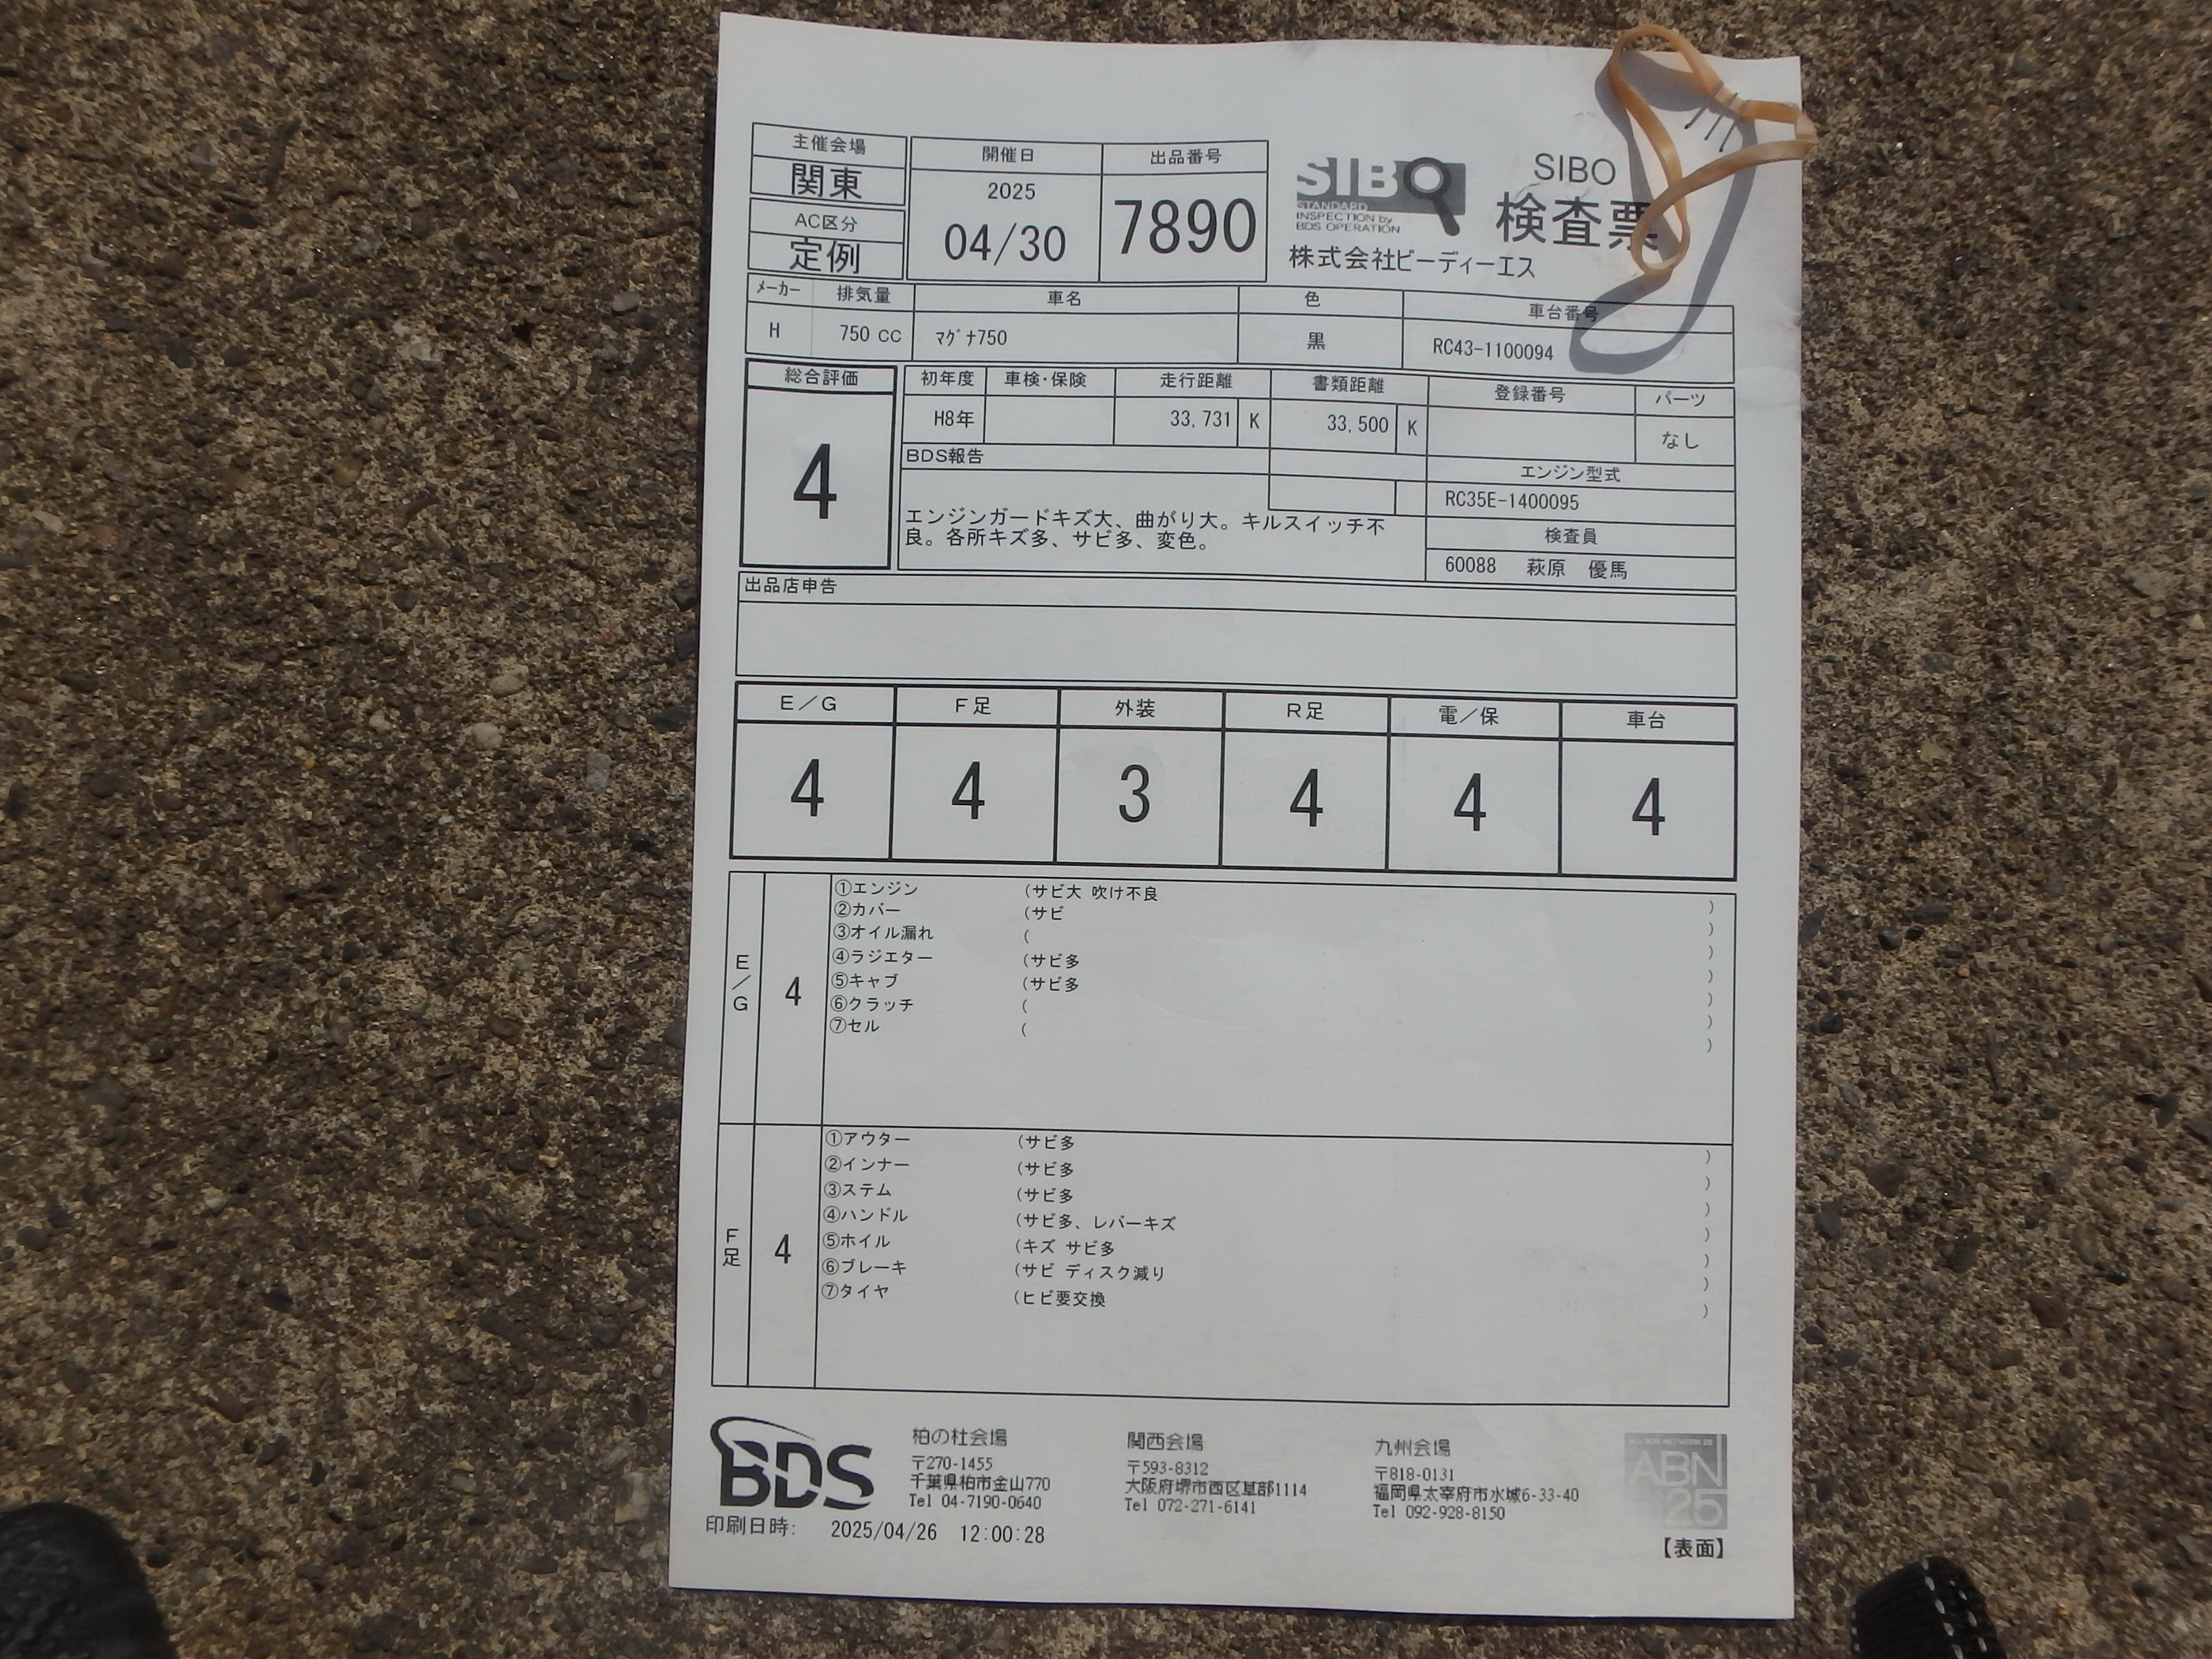 主催会場
関東
AC区分
定例
開催日
2025
04/30
出品番号
7890
SIBO
STANDARD
INSPECTION by
BDS OPERATION
SIBO
検査票
株式会社ビーディーエス
メーカー 排気量 車名 色 車台番号
H 750 CC マグナ750 黒 RC43-1100094
総合評価
4
初年度 車検・保険 走行距離 書類距離 登録番号 パーツ
H8年 33,731 K 33,500 K なし
BDS報告
エンジンガードキズ大、曲がり大。キルスイッチ不
良。各所キズ多、サビ多、変色。
エンジン型式
RC35E-1400095
検査員
60088 萩原 優馬
出品店申告
E/G F足 外装 R足 電/保 車台
4 4 3 4 4 4
E/G
4
①エンジン (サビ大 吹け不良 )
②カバー (サビ )
③オイル漏れ ( )
④ラジエター (サビ多 )
⑤キャブ (サビ多 )
⑥クラッチ ( )
⑦セル ( )
F足
4
①アウター (サビ多 )
②インナー (サビ多 )
③ステム (サビ多 )
④ハンドル (サビ多、レバーキズ )
⑤ホイル (キズ サビ多 )
⑥ブレーキ (サビ ディスク減り )
⑦タイヤ (ヒビ要交換 )
BDS
柏の杜会場
〒270-1455
千葉県柏市金山770
Tel 04-7190-0640
関西会場
〒593-8312
大阪府堺市西区草部1114
Tel 072-271-6141
九州会場
〒818-0131
福岡県太宰府市水城6-33-40
Tel 092-928-8150
ABN
25
印刷日時: 2025/04/26 12:00:28
【表面】